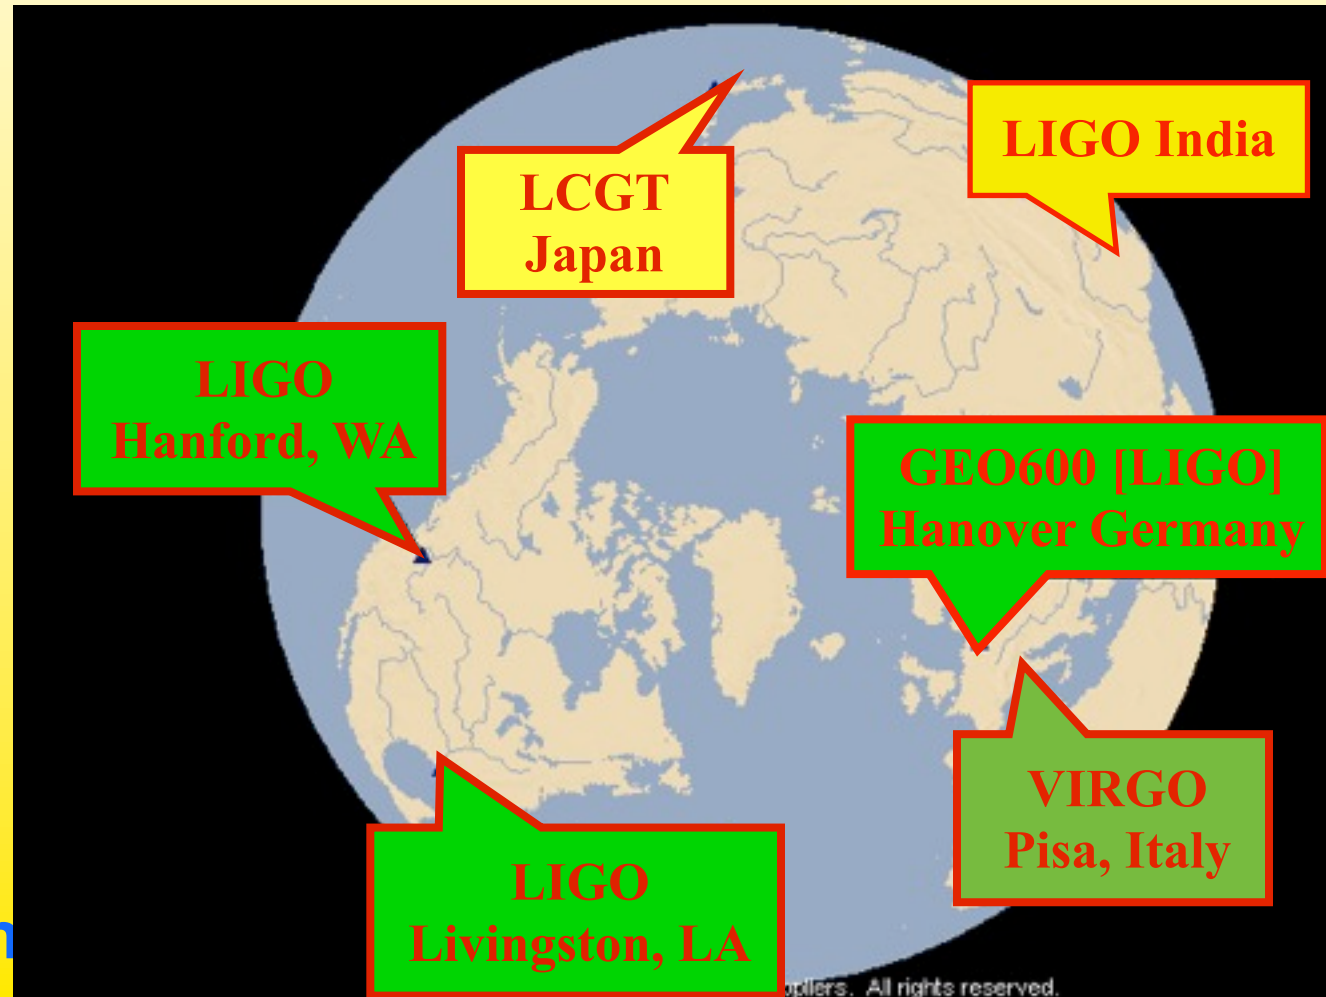 LIGO India
LCGT
Japan
LIGO
Hanford, WA
GEO600 [LIGO]
Hanover Germany
VIRGO
Pisa, Italy
LIGO
Livingston, LA
All rights reserved.